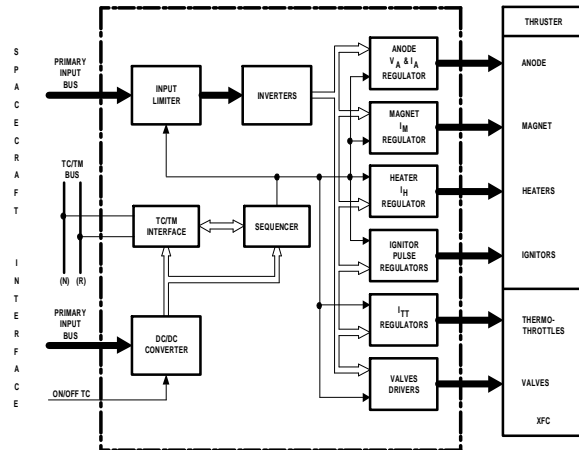 SPACECRAFT INTERFACE
PRIMARY
INPUT
BUS
TC/TM
BUS
(N) (R)
PRIMARY
INPUT
BUS
ON/OFF TC
INPUT
LIMITER
INVERTERS
TC/TM
INTERFACE
SEQUENCER
DC/DC
CONVERTER
ANODE
VA & IA
REGULATOR
MAGNET
IM
REGULATOR
HEATER
IH
REGULATOR
IGNITOR
PULSE
REGULATORS
ITT
REGULATORS
VALVES
DRIVERS
THRUSTER
ANODE
MAGNET
HEATERS
IGNITORS
THERMO-
THROTTLES
VALVES
XFC